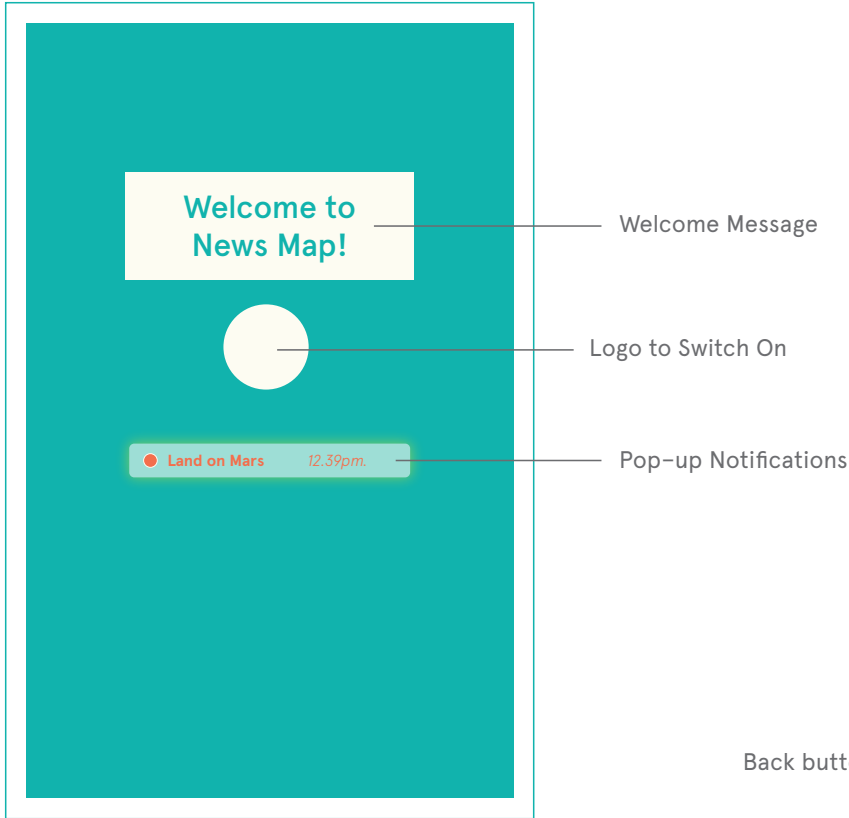 Welcome to
News Map!
Welcome Message
Logo to Switch On
Land on Mars 12.39pm.
Pop-up Notifications
Back butt